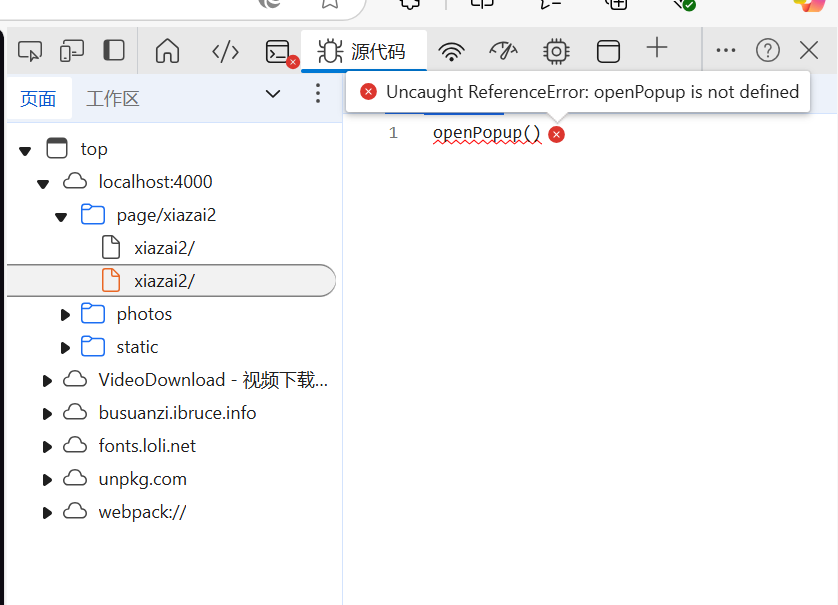 源代码
页面 工作区
Uncaught ReferenceError: openPopup is not defined
1 openPopup()
top
localhost:4000
page/xiazai2
xiazai2/
xiazai2/
photos
static
VideoDownload - 视频下载...
busuanzi.ibruce.info
fonts.loli.net
unpkg.com
webpack://